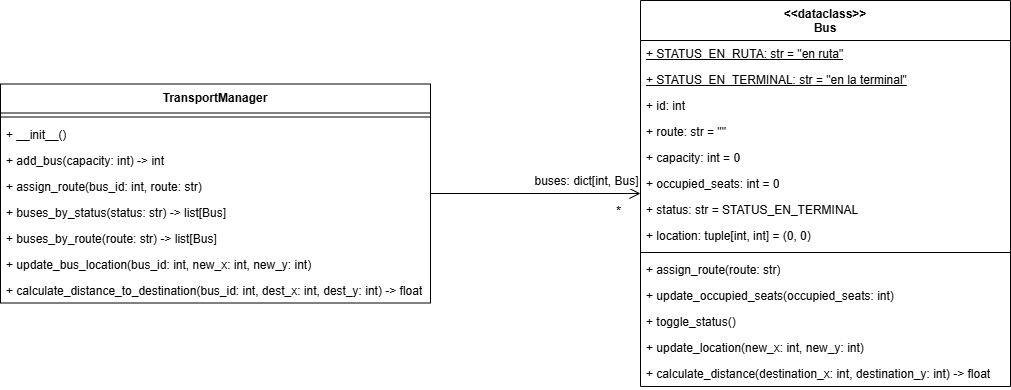 TransportManager
+ __init__()
+ add_bus(capacity: int) -> int
+ assign_route(bus_id: int, route: str)
+ buses_by_status(status: str) -> list[Bus]
+ buses_by_route(route: str) -> list[Bus]
+ update_bus_location(bus_id: int, new_x: int, new_y: int)
+ calculate_distance_to_destination(bus_id: int, dest_x: int, dest_y: int) -> float
buses: dict[int, Bus]
*
<<dataclass>>
Bus
+ STATUS_EN_RUTA: str = "en ruta"
+ STATUS_EN_TERMINAL: str = "en la terminal"
+ id: int
+ route: str = ""
+ capacity: int = 0
+ occupied_seats: int = 0
+ status: str = STATUS_EN_TERMINAL
+ location: tuple[int, int] = (0, 0)
+ assign_route(route: str)
+ update_occupied_seats(occupied_seats: int)
+ toggle_status()
+ update_location(new_x: int, new_y: int)
+ calculate_distance(destination_x: int, destination_y: int) -> float